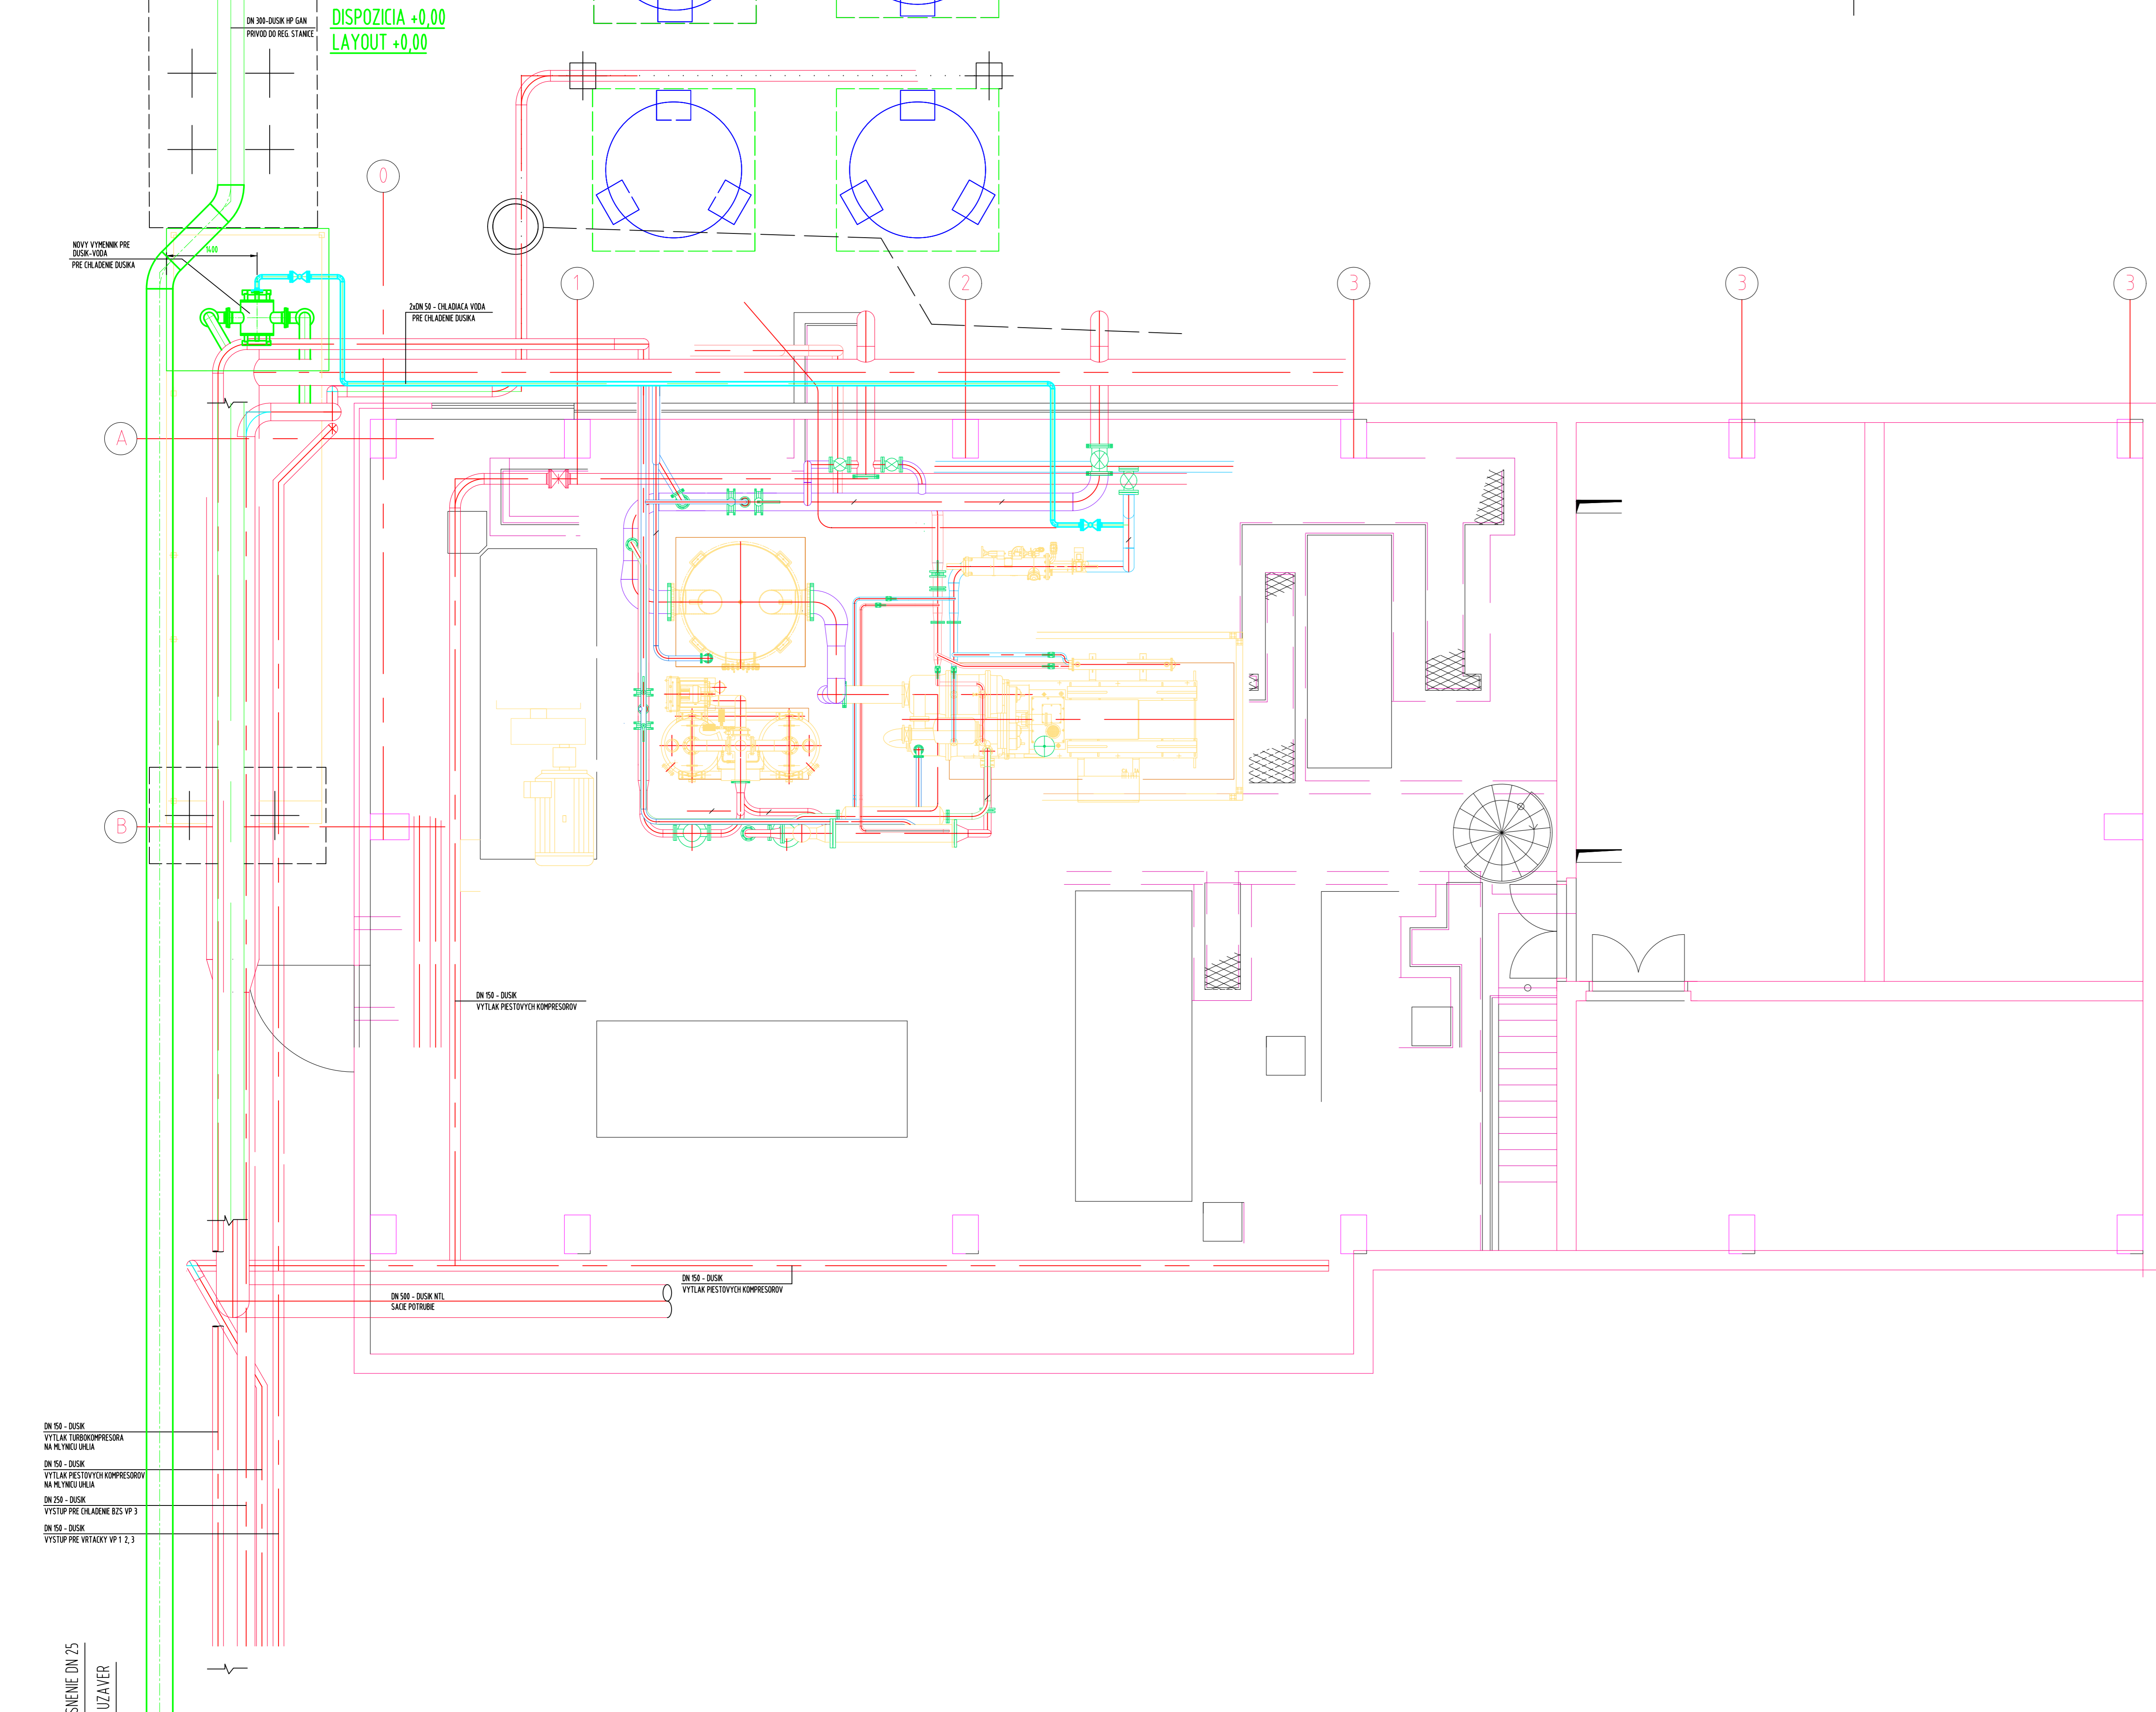 DN 300-DUSIK HP GAN
PRIVOD DO REG. STANICE
DISPOZICIA +0,00
LAYOUT +0,00
0
NOVY VYMENNIK PRE
DUSIK-VODA
PRE CHLADENIE DUSIKA
1400
1
2
3
3
3
2xDN 50 - CHLADIACA VODA
PRE CHLADENIE DUSIKA
A
B
DN 150 - DUSIK
VYTLAK PIESTOVYCH KOMPRESOROV
DN 150 - DUSIK
VYTLAK PIESTOVYCH KOMPRESOROV
DN 500 - DUSIK NTL
SACIE POTRUBIE
DN 150 - DUSIK
VYTLAK TURBOKOMPRESORA
NA MLYNICU UHLIA
DN 150 - DUSIK
VYTLAK PIESTOVYCH KOMPRESOROV
NA MLYNICU UHLIA
DN 250 - DUSIK
VYSTUP PRE CHLADENIE BZS VP 3
DN 150 - DUSIK
VYSTUP PRE VRTACKY VP 1 2, 3
SNENIE DN 25
UZAVER